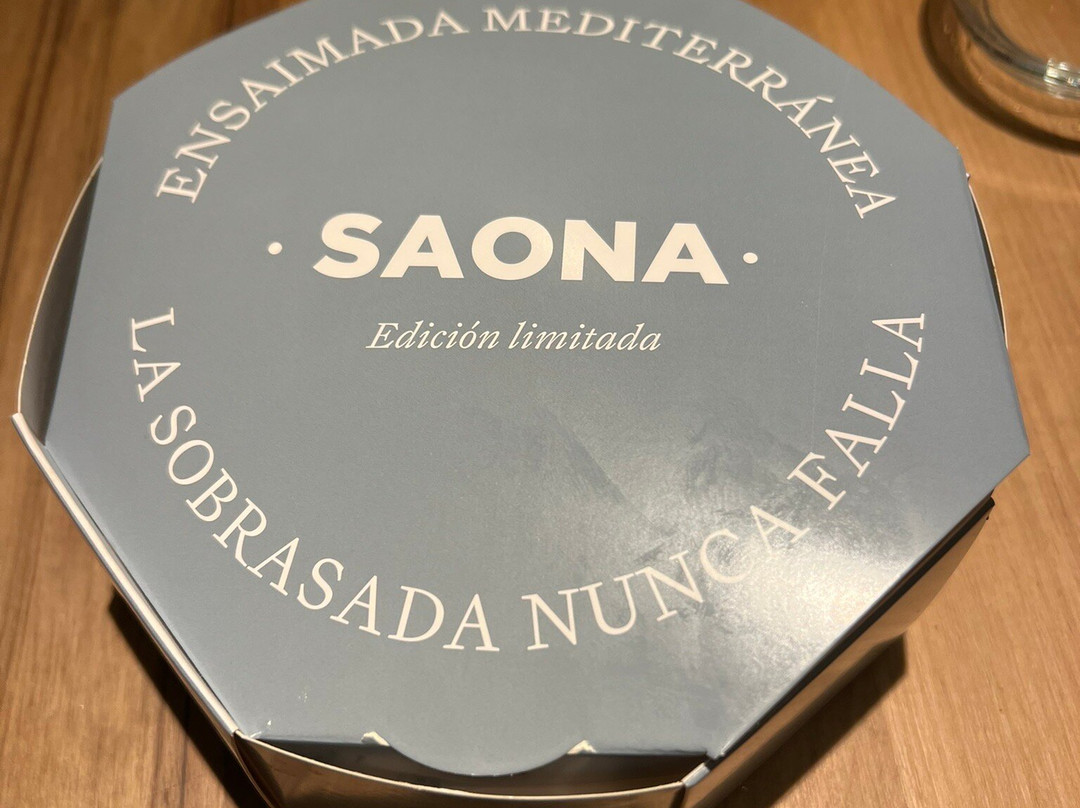 ENSAIMADA MEDITERRÁNEA
· SAONA ·
Edición limitada
LA SOBRASADA NUNCA FALLA